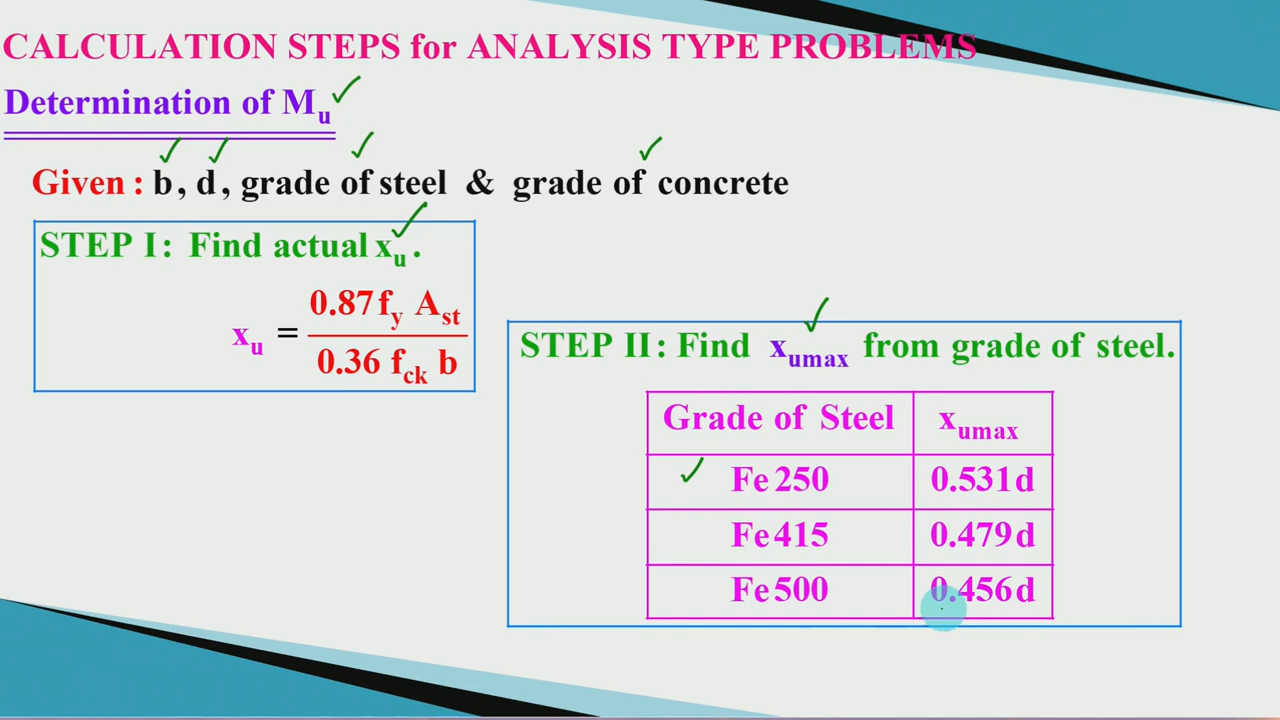 CALCULATION STEPS for ANALYSIS TYPE PROBLEMS
Determination of Mu
Given : b, d, grade of steel & grade of concrete
STEP I : Find actual xu .
xu = 0.87 fy Ast / 0.36 fck b
STEP II : Find xumax from grade of steel.
Grade of Steel xumax
Fe 250 0.531d
Fe 415 0.479d
Fe 500 0.456d